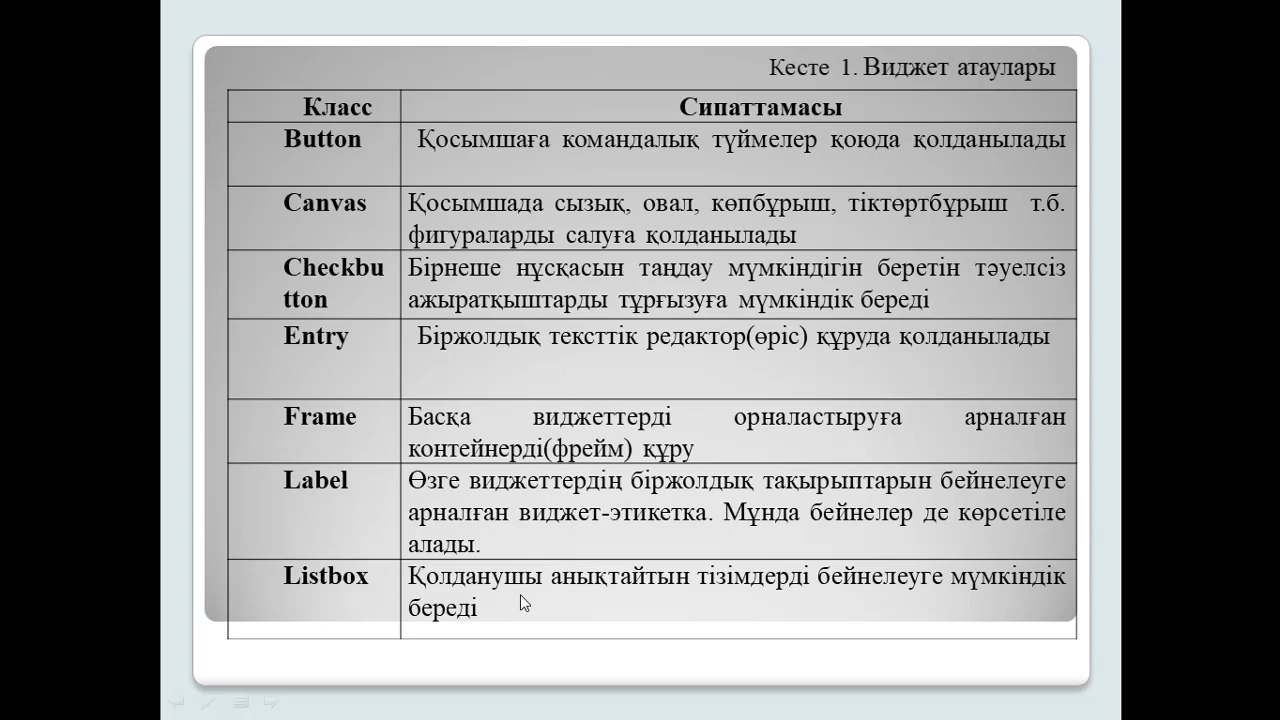 Кесте 1. Виджет атаулары
Класс Сипаттамасы
Button Қосымшаға командалық түймелер қоюда қолданылады
Canvas Қосымшада сызық, овал, көпбұрыш, тіктөртбұрыш т.б.
фигураларды салуға қолданылады
Checkbu Бірнеше нұсқасын таңдау мүмкіндігін беретін тәуелсіз
tton ажыратқыштарды тұрғызуға мүмкіндік береді
Entry Біржолдық тексттік редактор(өріс) құруда қолданылады
Frame Басқа виджеттерді орналастыруға арналған
контейнерді(фрейм) құру
Label Өзге виджеттердің біржолдық тақырыптарын бейнелеуге
арналған виджет-этикетка. Мұнда бейнелер де көрсетіле
алады.
Listbox Қолданушы анықтайтын тізімдерді бейнелеуге мүмкіндік
береді